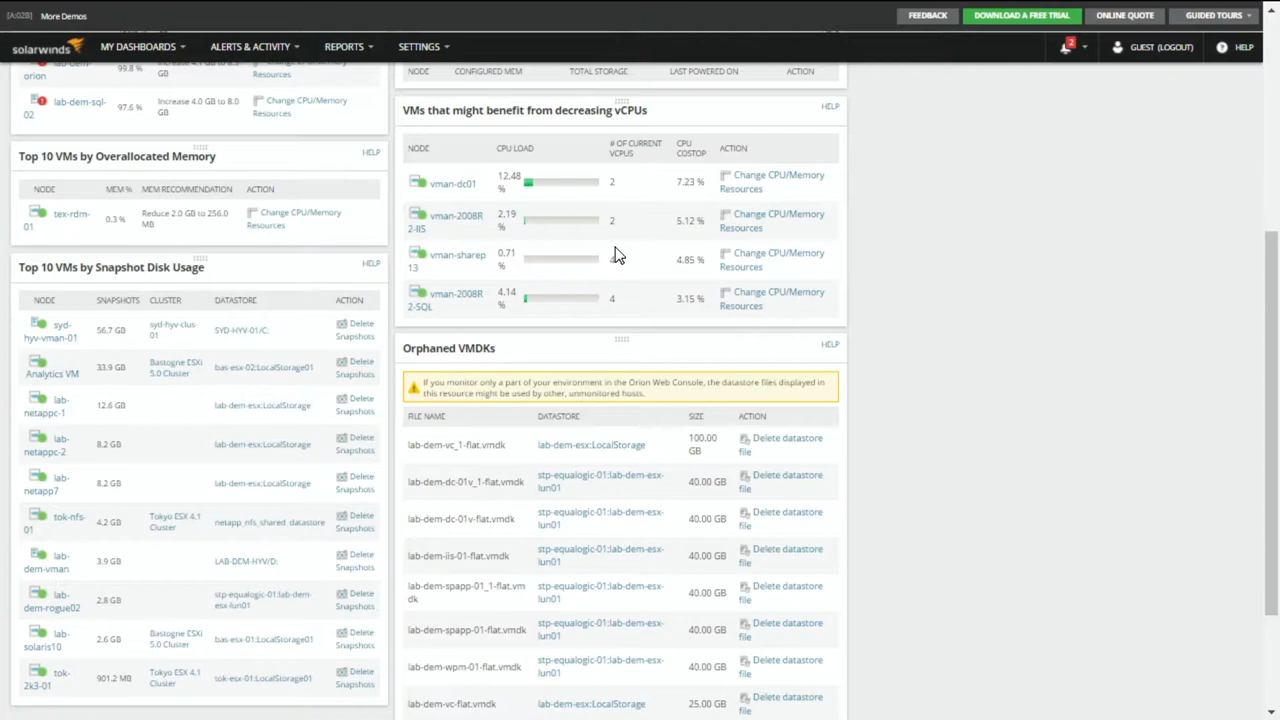 [A:02B] More Demos
FEEDBACK
DOWNLOAD A FREE TRIAL
ONLINE QUOTE
GUIDED TOURS
solarwinds
MY DASHBOARDS
ALERTS & ACTIVITY
REPORTS
SETTINGS
2
GUEST (LOGOUT)
HELP
orion
99.8 %
GB
Resources
lab-dem-sql-
02
97.6 %
Increase 4.0 GB to 8.0
GB
Change CPU/Memory
Resources
Top 10 VMs by Overallocated Memory
HELP
NODE MEM % MEM RECOMMENDATION ACTION
tex-rdm-
01
0.3 %
Reduce 2.0 GB to 256.0
MB
Change CPU/Memory
Resources
Top 10 VMs by Snapshot Disk Usage
HELP
NODE SNAPSHOTS CLUSTER DATASTORE ACTION
syd-
hyv-vman-01
56.7 GB
syd-hyv-clus-
01
SYD-HYV-01/C:
Delete
Snapshots
Analytics VM
33.9 GB
Bastogne ESXi
5.0 Cluster
bas-esx-02:LocalStorage01
Delete
Snapshots
lab-
netappc-1
12.6 GB
lab-dem-esx:LocalStorage
Delete
Snapshots
lab-
netappc-2
8.2 GB
lab-dem-esx:LocalStorage
Delete
Snapshots
lab-
netapp7
8.2 GB
lab-dem-esx:LocalStorage
Delete
Snapshots
tok-nfs-
01
4.2 GB
Tokyo ESX 4.1
Cluster
netapp_nfs_shared_datastore
Delete
Snapshots
lab-
dem-vman
3.9 GB
LAB-DEM-HYV/D:
Delete
Snapshots
lab-
dem-rogue02
2.8 GB
stp-equalogic-01:lab-dem-
esx-lun01
Delete
Snapshots
lab-
solaris10
2.6 GB
Bastogne ESXi
5.0 Cluster
bas-esx-01:LocalStorage01
Delete
Snapshots
tok-
2k3-01
901.2 MB
Tokyo ESX 4.1
Cluster
tok-esx-01:LocalStorage01
Delete
Snapshots
NODE CONFIGURED MEM TOTAL STORAGE LAST POWERED ON ACTION
VMs that might benefit from decreasing vCPUs
HELP
NODE CPU LOAD # OF CURRENT VCPUS CPU COSTOP ACTION
vman-dc01
12.48
%
2
7.23 %
Change CPU/Memory
Resources
vman-2008R
2-IIS
2.19
%
2
5.12 %
Change CPU/Memory
Resources
vman-sharep
13
0.71
%
4.85 %
Change CPU/Memory
Resources
vman-2008R
2-SQL
4.14
%
4
3.15 %
Change CPU/Memory
Resources
Orphaned VMDKs
HELP
If you monitor only a part of your environment in the Orion Web Console, the datastore files displayed in
this resource might be used by other, unmonitored hosts.
FILE NAME DATASTORE SIZE ACTION
lab-dem-vc_1-flat.vmdk
lab-dem-esx:LocalStorage
100.00
GB
Delete datastore
file
lab-dem-dc-01v_1-flat.vmdk
stp-equalogic-01:lab-dem-esx-
lun01
40.00 GB
Delete datastore
file
lab-dem-dc-01v-flat.vmdk
stp-equalogic-01:lab-dem-esx-
lun01
40.00 GB
Delete datastore
file
lab-dem-iis-01-flat.vmdk
stp-equalogic-01:lab-dem-esx-
lun01
40.00 GB
Delete datastore
file
lab-dem-spapp-01_1-flat.vm
dk
stp-equalogic-01:lab-dem-esx-
lun01
40.00 GB
Delete datastore
file
lab-dem-spapp-01-flat.vmdk
stp-equalogic-01:lab-dem-esx-
lun01
40.00 GB
Delete datastore
file
lab-dem-wpm-01-flat.vmdk
stp-equalogic-01:lab-dem-esx-
lun01
40.00 GB
Delete datastore
file
lab-dem-vc-flat.vmdk
lab-dem-esx:LocalStorage
25.00 GB
Delete datastore
file